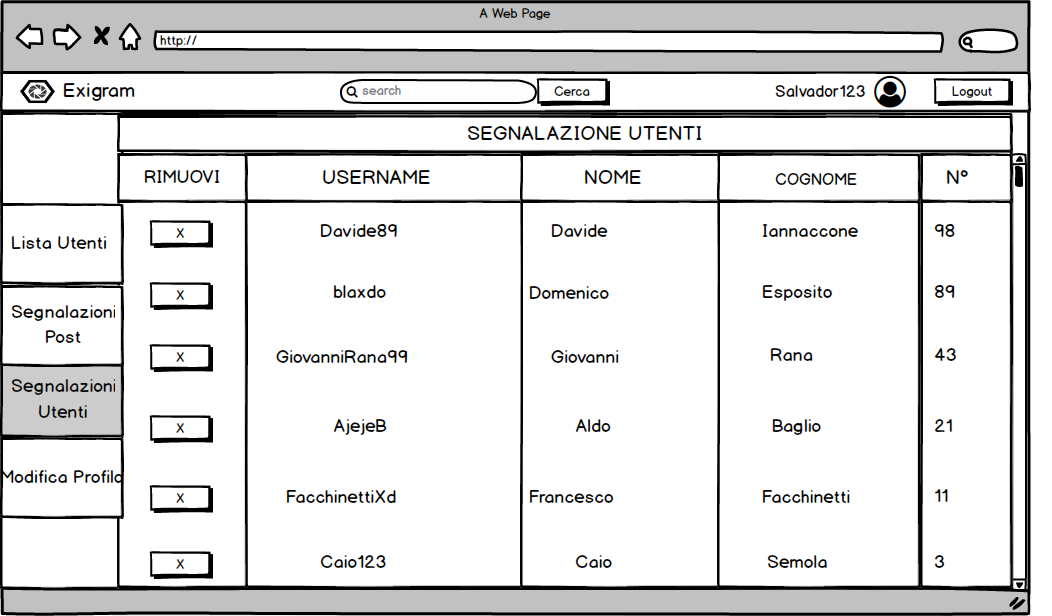 A Web Page
http://
Exigram
search
Cerca
Salvador123
Logout
SEGNALAZIONE UTENTI
RIMUOVI USERNAME NOME COGNOME N°
Lista Utenti
Segnalazioni
Post
Segnalazioni
Utenti
Modifica Profilo
X Davide89 Davide Iannaccone 98
X blaxdo Domenico Esposito 89
X GiovanniRana99 Giovanni Rana 43
X AjejeB Aldo Baglio 21
X FacchinettiXd Francesco Facchinetti 11
X Caio123 Caio Semola 3